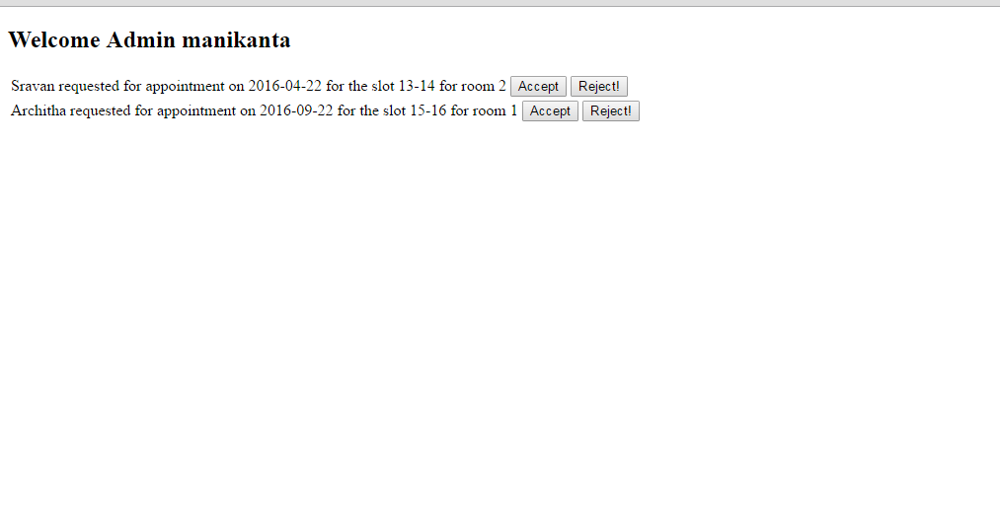 Welcome Admin manikanta
Sravan requested for appointment on 2016-04-22 for the slot 13-14 for room 2 Accept Reject!
Architha requested for appointment on 2016-09-22 for the slot 15-16 for room 1 Accept Reject!